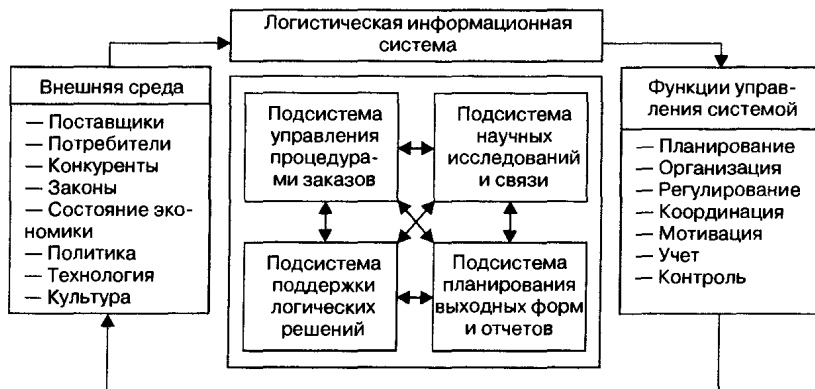 Логистическая информационная
система
Внешняя среда
— Поставщики
— Потребители
— Конкуренты
— Законы
— Состояние эко-
номики
— Политика
— Технология
— Культура
Подсистема
управления
процедура-
ми заказов
Подсистема
научных
исследований
и связи
Подсистема
поддержки
логических
решений
Подсистема
планирования
выходных форм
и отчетов
Функции управ-
ления системой
— Планирование
— Организация
— Регулирование
— Координация
— Мотивация
— Учет
— Контроль